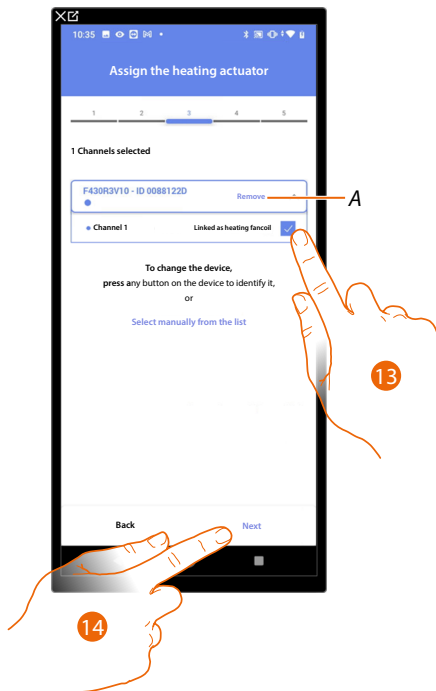 10:35
Assign the heating actuator
1 2 3 4 5
1 Channels selected
F430R3V10 - ID 0088122D
Remove
A
Channel 1
Linked as heating fancoil
To change the device,
press any button on the device to identify it,
or
Select manually from the list
13
Back
Next
14